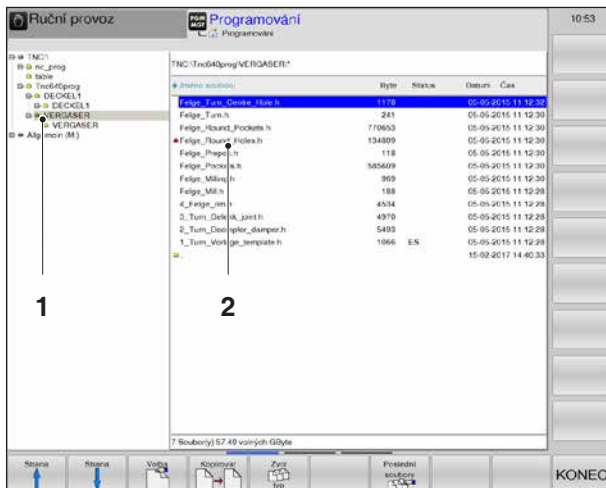 Ruční provoz
Programování
Programování
10:53
TNC:\
nc_prog
table
Tnc640prog
DECKEL1
DECKEL1
VERGASER
VERGASER
TNC:\Tnc640prog\VERGASER\*
Jméno souboru Byte Status Datum Čas
Felge_Turn_Centre_Hole.h 1178 05-05-2015 11:12:32
Felge_Turn.h 241 05-05-2015 11:12:30
Felge_Round_Pockets.h 770653 05-05-2015 11:12:30
Felge_Round_Holes.h 134809 05-05-2015 11:12:30
Felge_Prepos.h 118 05-05-2015 11:12:30
Felge_Pockets.h 585609 05-05-2015 11:12:30
Felge_Milling.h 969 05-05-2015 11:12:30
Felge_Mill.h 188 05-05-2015 11:12:28
4_Felge_rim.h 4534 05-05-2015 11:12:28
3_Turn_Gelenk_joint.h 4970 05-05-2015 11:12:28
2_Turn_Daempfer_damper.h 5493 05-05-2015 11:12:28
1_Turn_Vorlage_template.h 1066 ES 05-05-2015 11:12:28
15-02-2017 14:40:33
1 2
7 Soubor(y) 57.40 volných GByte
Strana Strana Volba Kopírovat Zvol typ Poslední soubory KONEC